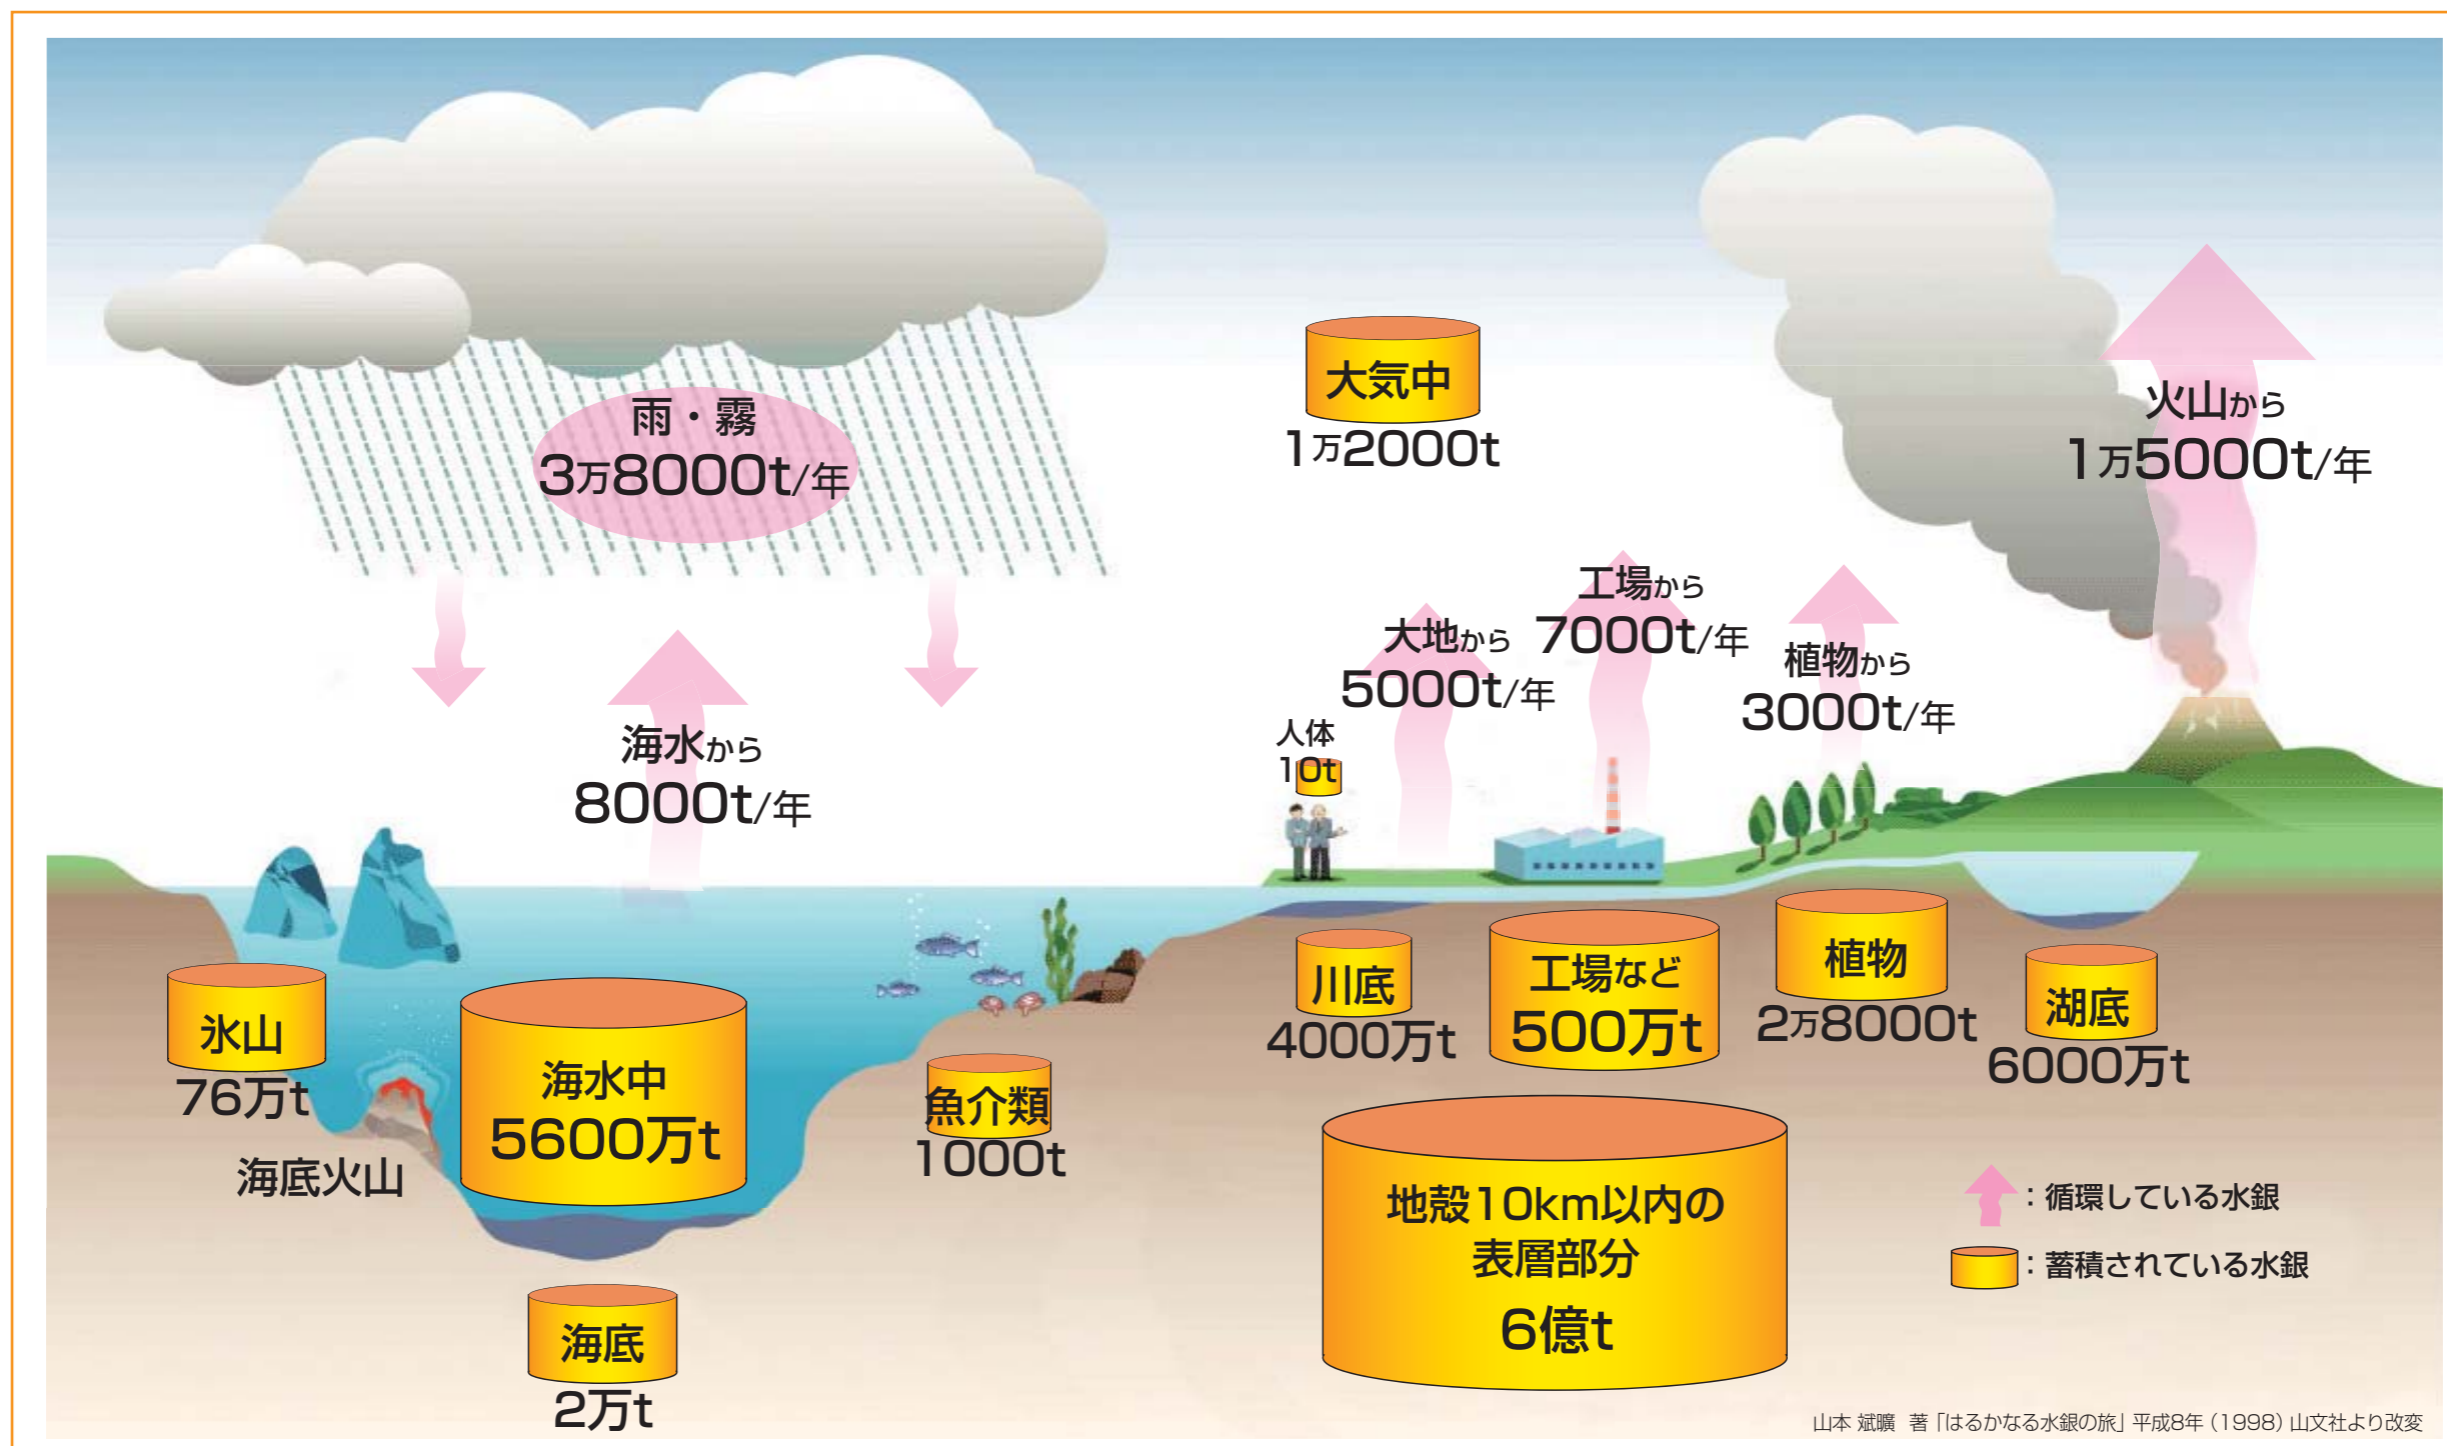 雨・霧
3万8000t/年
大気中
1万2000t
火山から
1万5000t/年
工場から
7000t/年
大地から
5000t/年
植物から
3000t/年
人体
10t
海水から
8000t/年
氷山
76万t
海底火山
海水中
5600万t
魚介類
1000t
海底
2万t
川底
4000万t
工場など
500万t
植物
2万8000t
湖底
6000万t
地殻10km以内の
表層部分
6億t
：循環している水銀
：蓄積されている水銀
山本 斌曠 著「はるかなる水銀の旅」平成8年（1998）山文社より改変